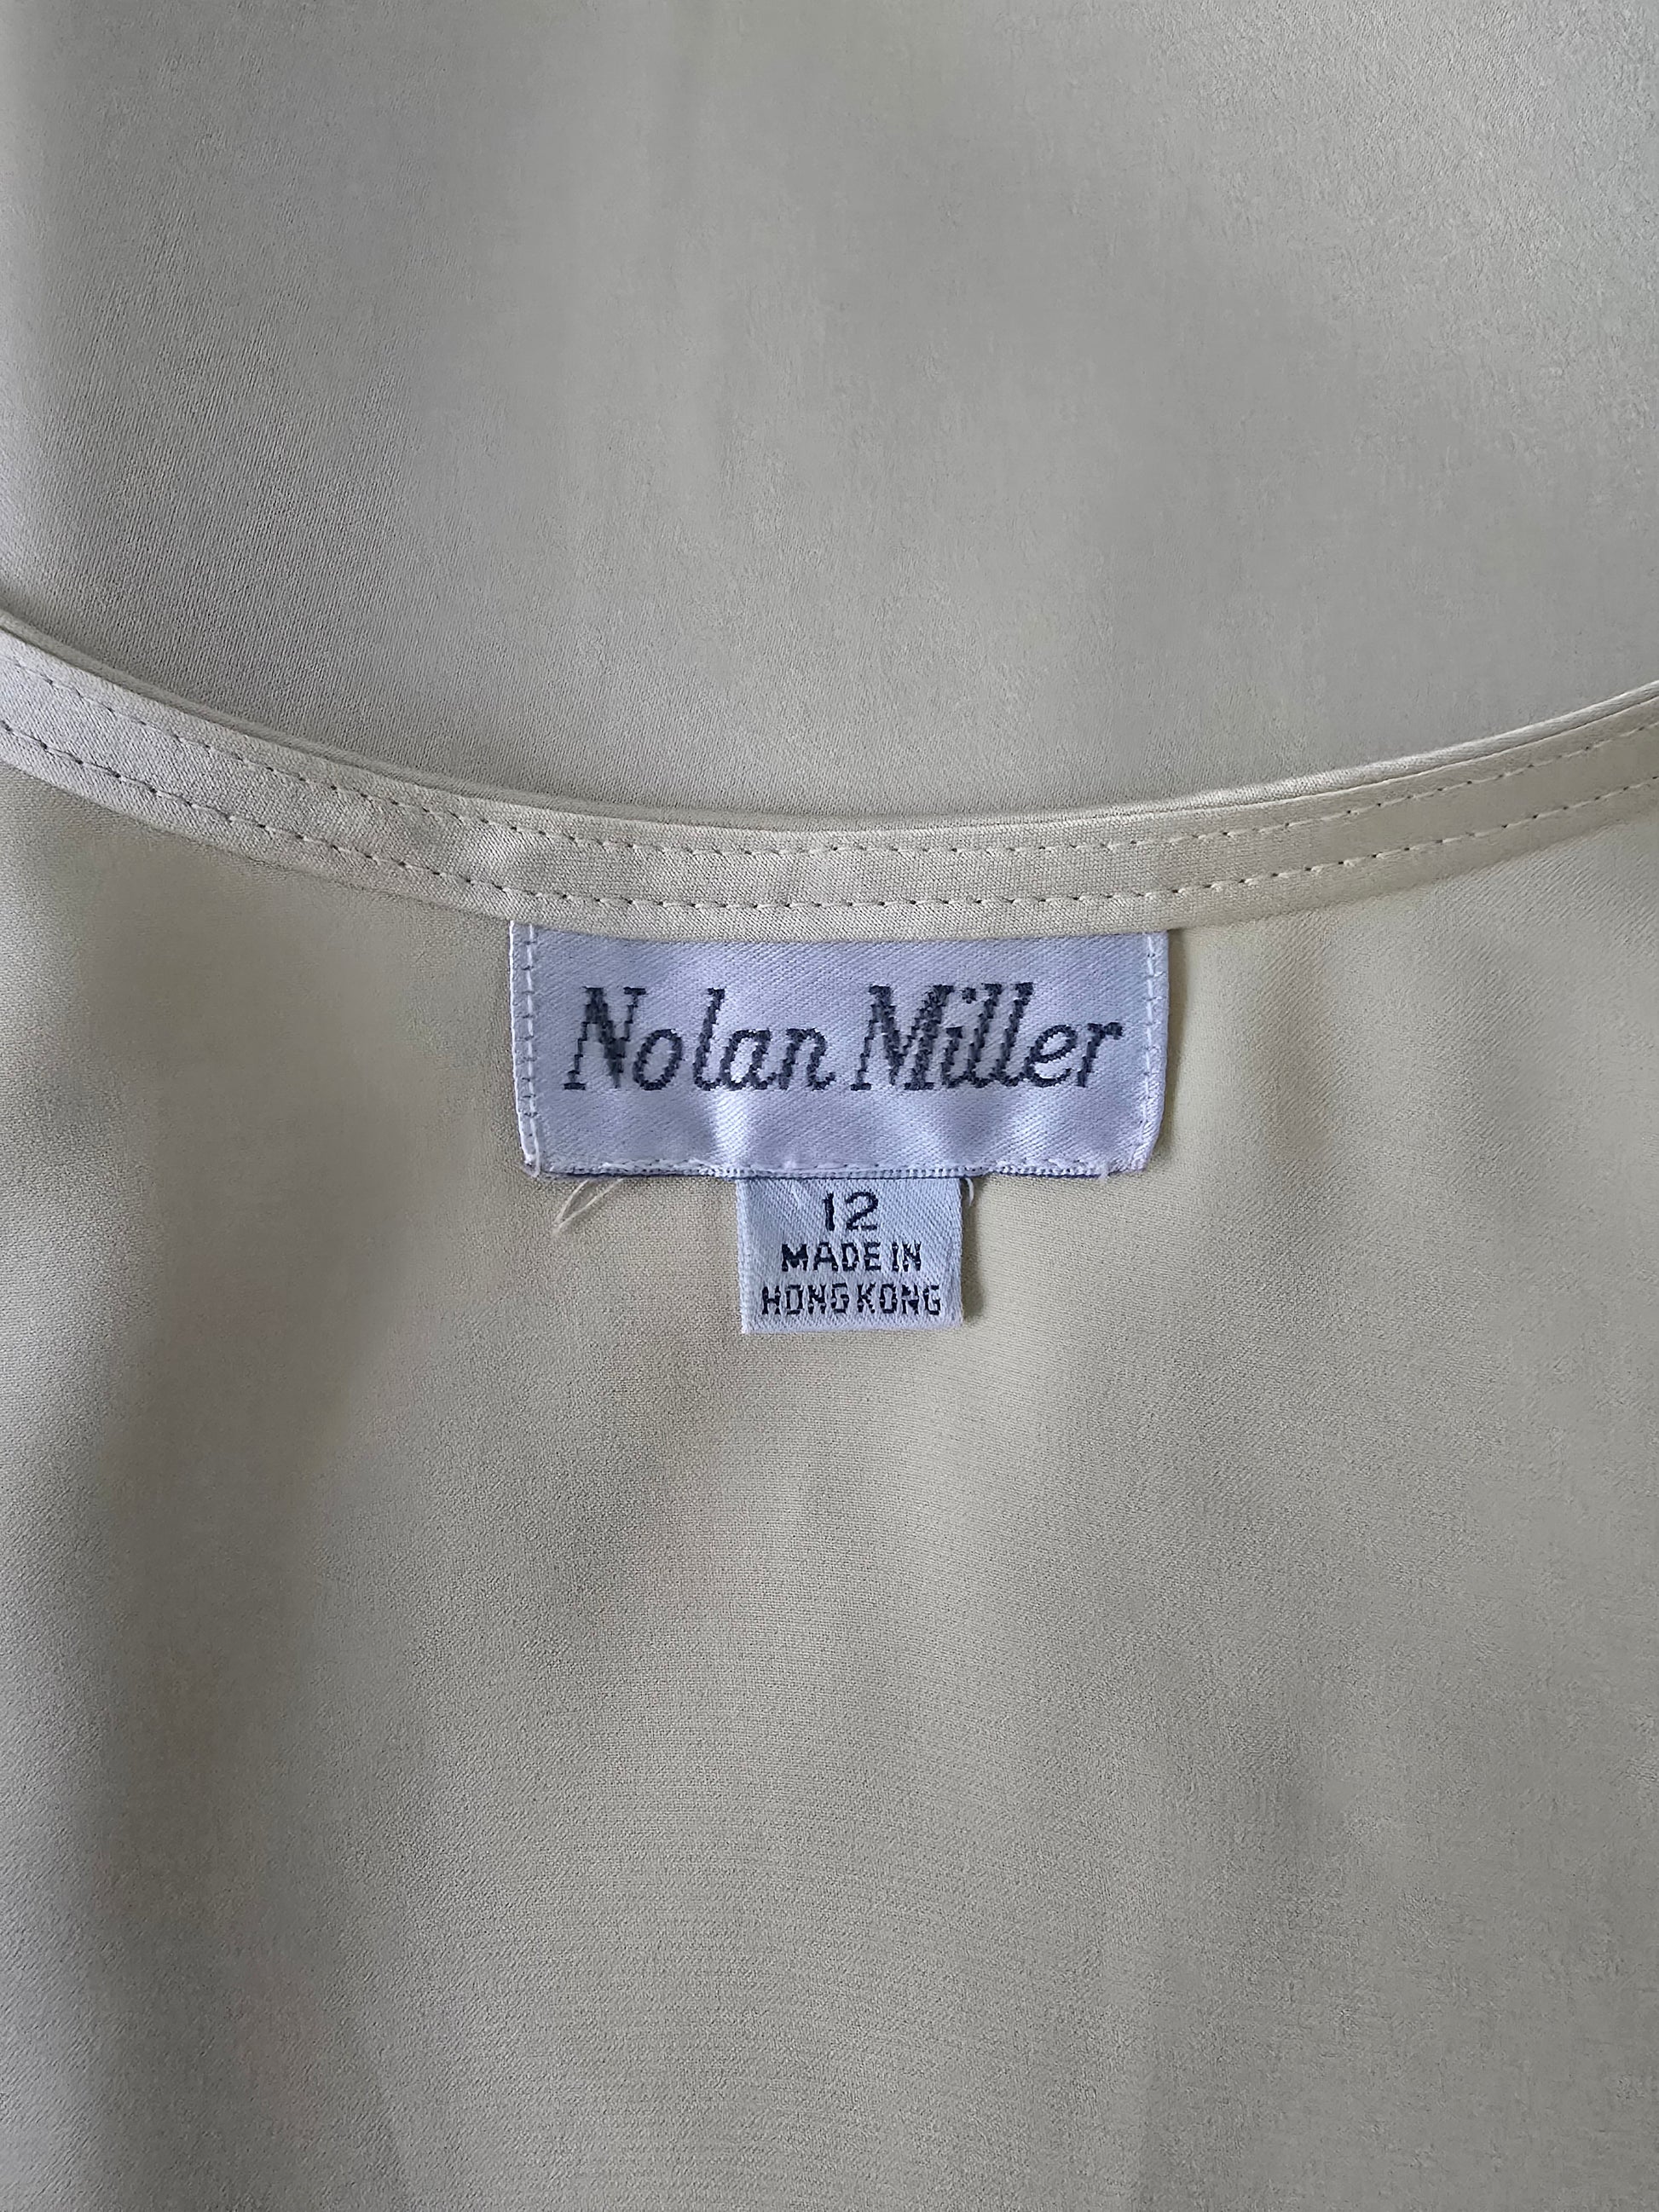 Nolan Miller
12
MADE IN
HONG KONG